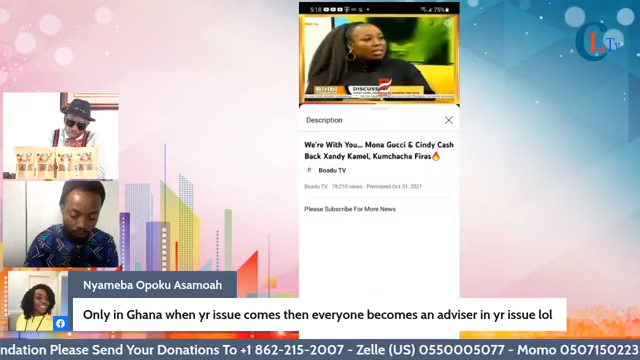 5:18
75%
CLTv
DISCUSS
Description
We're With You... Mona Gucci & Cindy Cash
Back Xandy Kamel, Kumchacha Firas🔥
Boadu TV
Boadu TV · 78,210 views · Premiered Oct 31, 2021
Please Subscribe For More News
Nyameba Opoku Asamoah
Only in Ghana when yr issue comes then everyone becomes an adviser in yr issue lol
ndation Please Send Your Donations To +1 862-215-2007 - Zelle (US) 0550005077 – Momo 0507150223